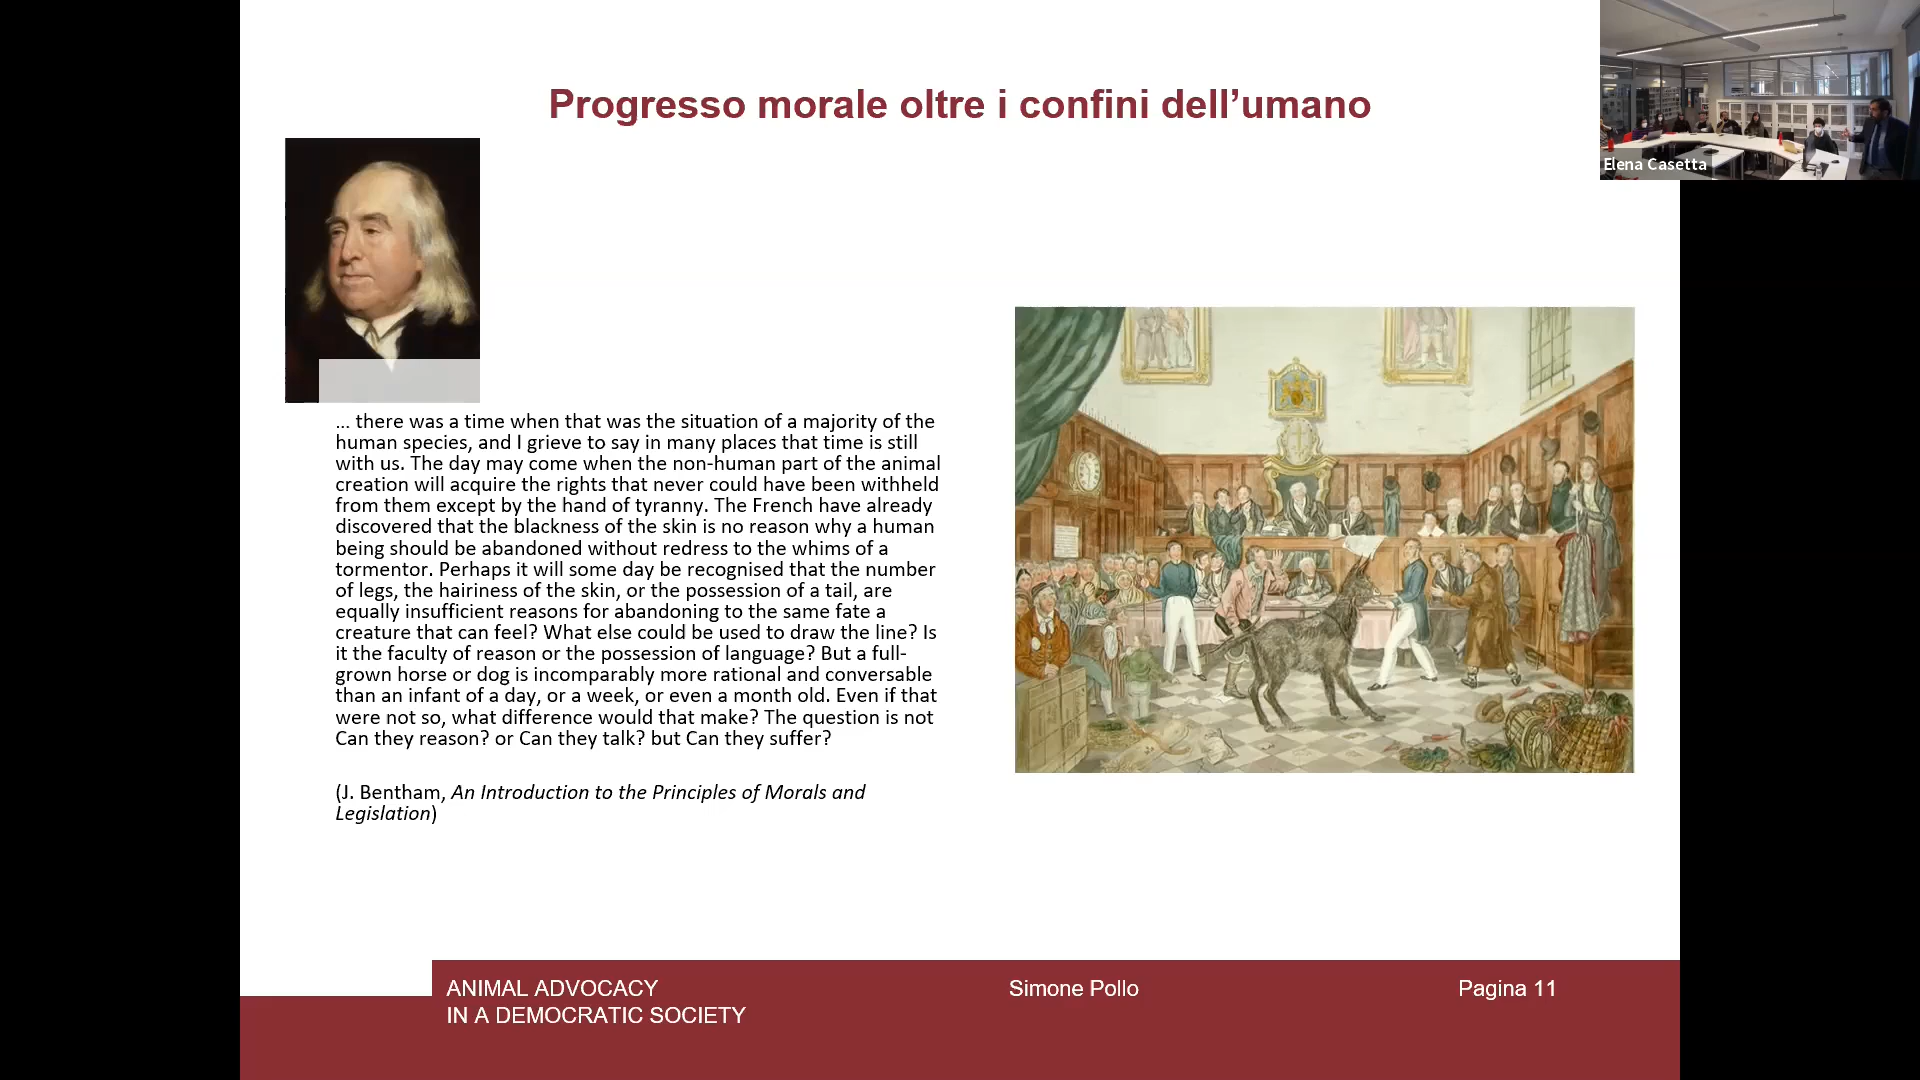 Progresso morale oltre i confini dell’umano
Elena Casetta
... there was a time when that was the situation of a majority of the
human species, and I grieve to say in many places that time is still
with us. The day may come when the non-human part of the animal
creation will acquire the rights that never could have been withheld
from them except by the hand of tyranny. The French have already
discovered that the blackness of the skin is no reason why a human
being should be abandoned without redress to the whims of a
tormentor. Perhaps it will some day be recognised that the number
of legs, the hairiness of the skin, or the possession of a tail, are
equally insufficient reasons for abandoning to the same fate a
creature that can feel? What else could be used to draw the line? Is
it the faculty of reason or the possession of language? But a full-
grown horse or dog is incomparably more rational and conversable
than an infant of a day, or a week, or even a month old. Even if that
were not so, what difference would that make? The question is not
Can they reason? or Can they talk? but Can they suffer?
(J. Bentham, An Introduction to the Principles of Morals and
Legislation)
ANIMAL ADVOCACY
IN A DEMOCRATIC SOCIETY
Simone Pollo
Pagina 11